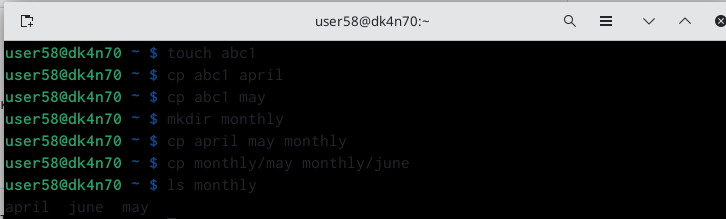 user58@dk4n70:~
user58@dk4n70 ~ $ touch abc1
user58@dk4n70 ~ $ cp abc1 april
user58@dk4n70 ~ $ cp abc1 may
user58@dk4n70 ~ $ mkdir monthly
user58@dk4n70 ~ $ cp april may monthly
user58@dk4n70 ~ $ cp monthly/may monthly/june
user58@dk4n70 ~ $ ls monthly
april  june  may